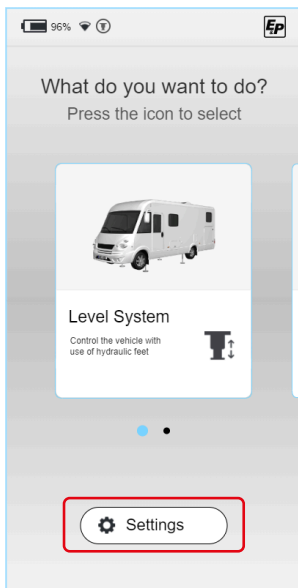 96%
E&P
What do you want to do?
Press the icon to select
Level System
Control the vehicle with
use of hydraulic feet
Settings